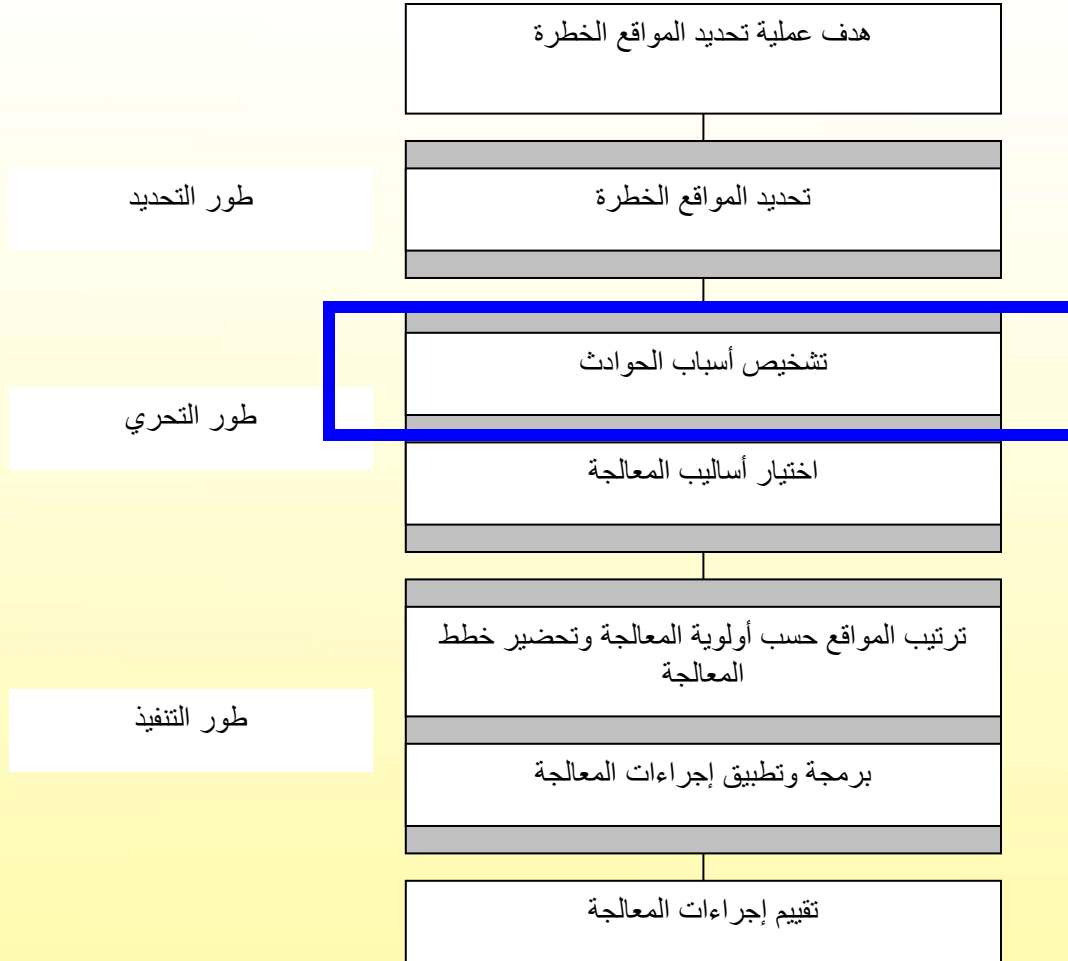 هدف عملية تحديد المواقع الخطرة
طور التحديد
تحديد المواقع الخطرة
تشخيص أسباب الحوادث
طور التحري
اختيار أساليب المعالجة
ترتيب المواقع حسب أولوية المعالجة وتحضير خطط
المعالجة
طور التنفيذ
برمجة وتطبيق إجراءات المعالجة
تقييم إجراءات المعالجة